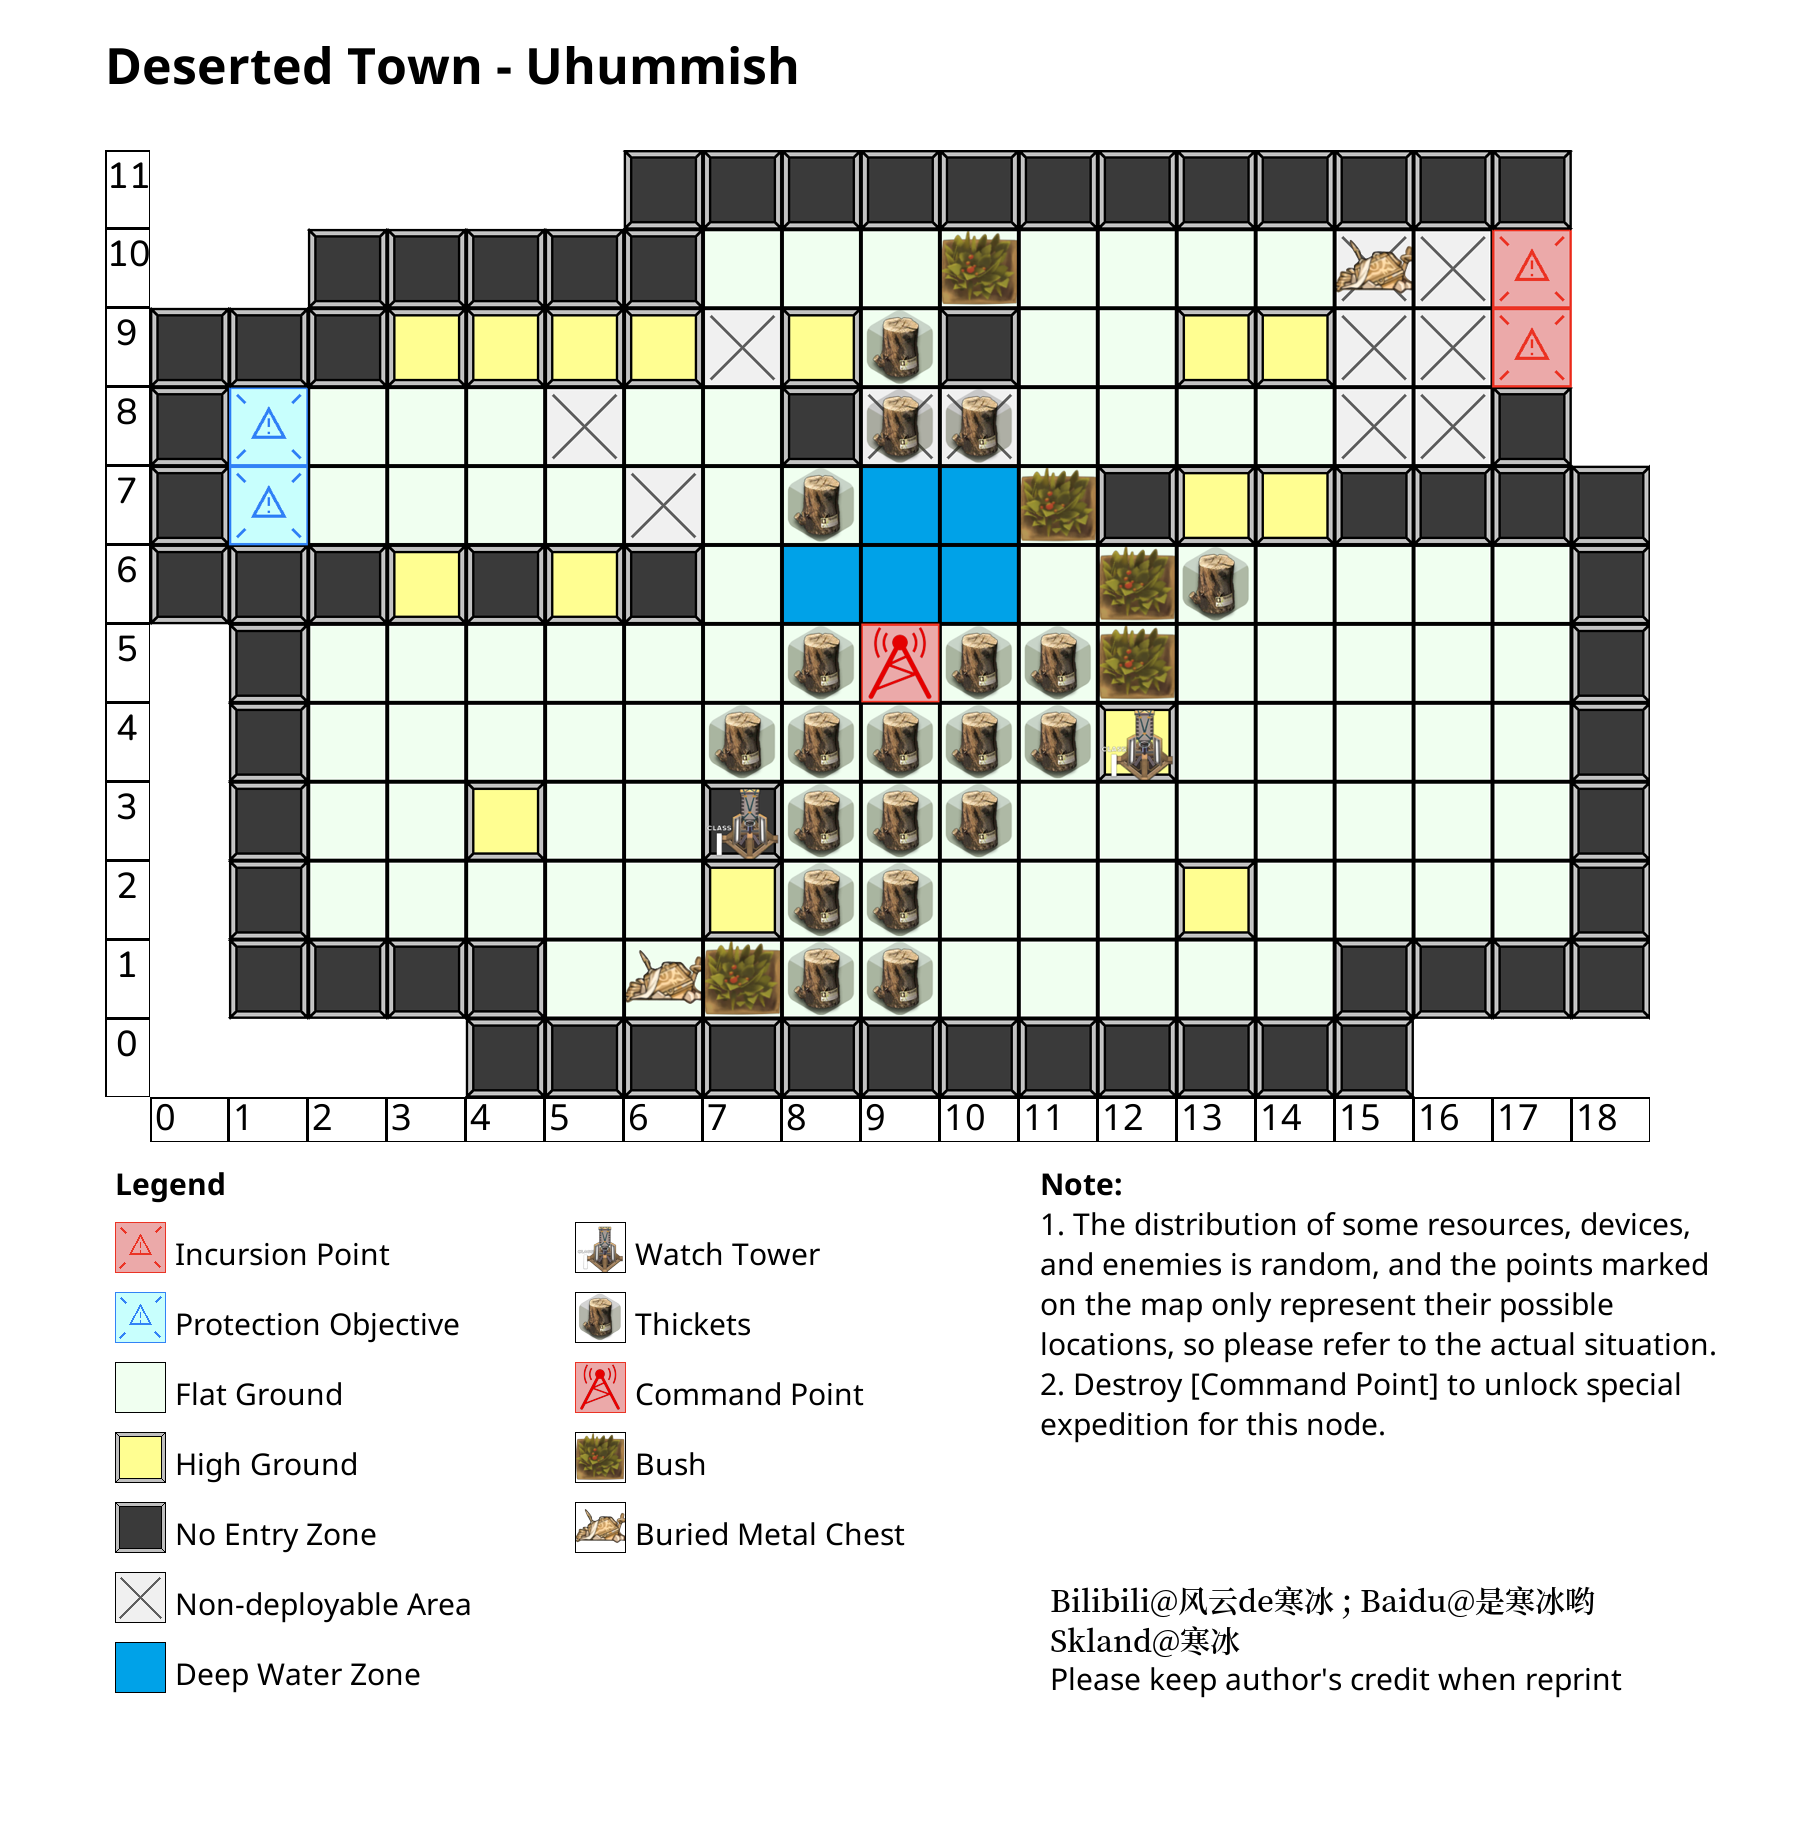 Deserted Town - Uhummish
11
10
9
8
7
6
5
4
3
CLASS
2
1
0
0 1 2 3 4 5 6 7 8 9 10 11 12 13 14 15 16 17 18
Legend
Incursion Point
Protection Objective
Flat Ground
High Ground
No Entry Zone
Non-deployable Area
Deep Water Zone
Watch Tower
Thickets
Command Point
Bush
Buried Metal Chest
Note:
1. The distribution of some resources, devices,
and enemies is random, and the points marked
on the map only represent their possible
locations, so please refer to the actual situation.
2. Destroy [Command Point] to unlock special
expedition for this node.
Bilibili@风云de寒冰 ; Baidu@是寒冰哟
Skland@寒冰
Please keep author's credit when reprint